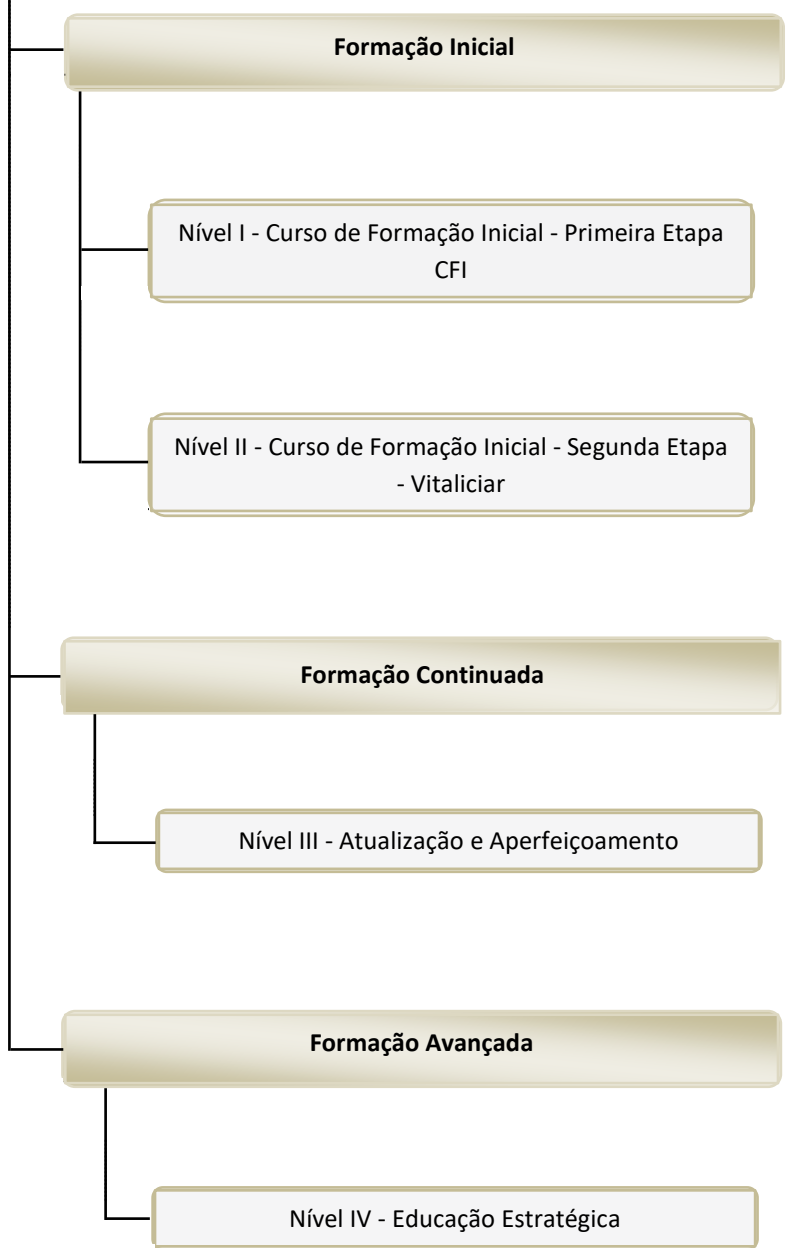 Formação Inicial
Nível I - Curso de Formação Inicial - Primeira Etapa
CFI
Nível II - Curso de Formação Inicial - Segunda Etapa
- Vitaliciar
Formação Continuada
Nível III - Atualização e Aperfeiçoamento
Formação Avançada
Nível IV - Educação Estratégica